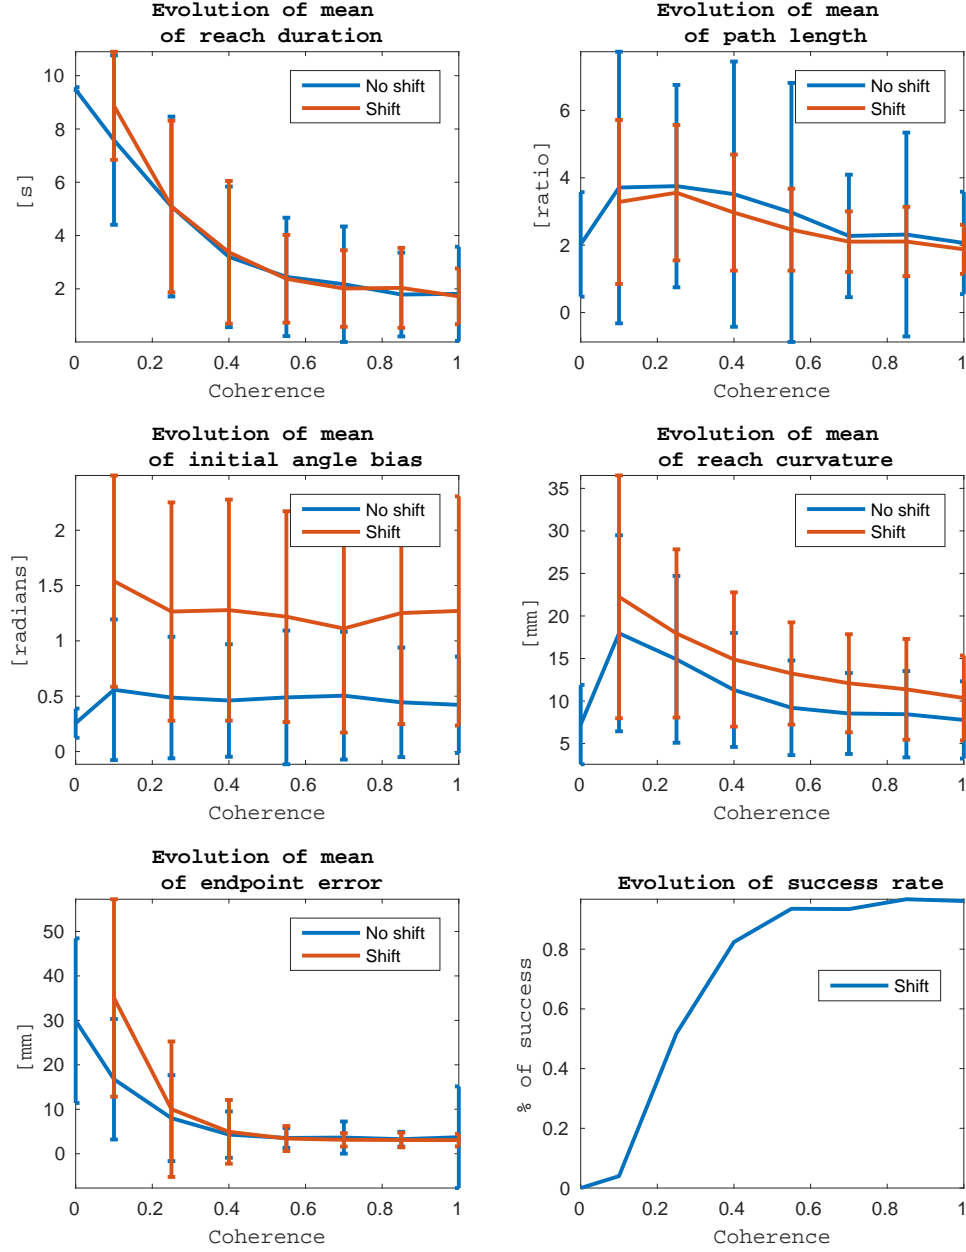 Evolution of mean
of reach duration
[s]
10
8
6
4
2
0 0.2 0.4 0.6 0.8 1
Coherence
No shift
Shift
Evolution of mean
of path length
[ratio]
6
4
2
0
0 0.2 0.4 0.6 0.8 1
Coherence
No shift
Shift
Evolution of mean
of initial angle bias
[radians]
2
1.5
1
0.5
0
0 0.2 0.4 0.6 0.8 1
Coherence
No shift
Shift
Evolution of mean
of reach curvature
[mm]
35
30
25
20
15
10
5
0 0.2 0.4 0.6 0.8 1
Coherence
No shift
Shift
Evolution of mean
of endpoint error
[mm]
50
40
30
20
10
0
0 0.2 0.4 0.6 0.8 1
Coherence
No shift
Shift
Evolution of success rate
% of success
0.8
0.6
0.4
0.2
0
0 0.2 0.4 0.6 0.8 1
Coherence
Shift